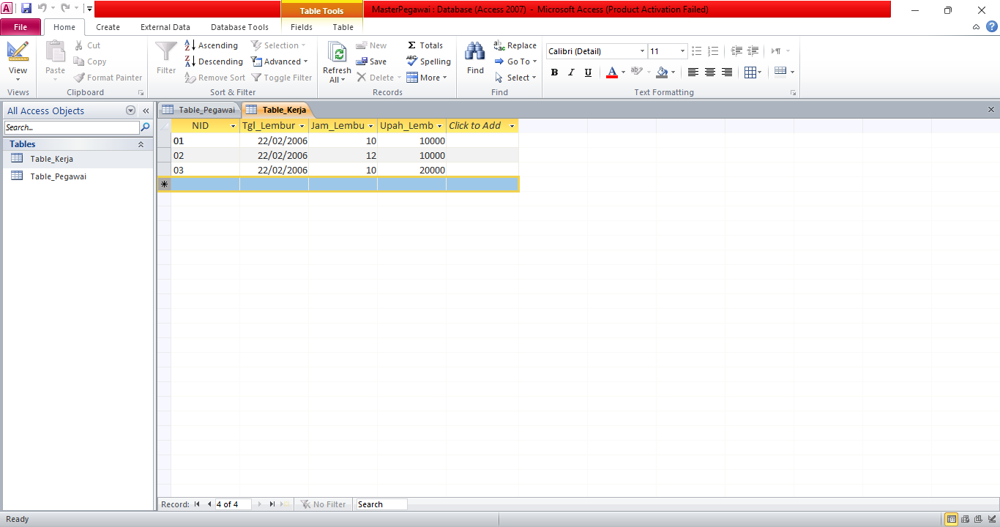 Table Tools
MasterPegawai : Database (Access 2007) - Microsoft Access (Product Activation Failed)
File Home Create External Data Database Tools Fields Table
View
Views
Paste
Cut
Copy
Format Painter
Clipboard
Filter
Ascending
Descending
Remove Sort
Selection
Advanced
Toggle Filter
Sort & Filter
Refresh
All
New
Save
Delete
Totals
Spelling
More
Records
Find
Replace
Go To
Select
Find
Calibri (Detail) 11
B I U
Text Formatting
All Access Objects
Search...
Tables
Table_Kerja
Table_Pegawai
Table_Pegawai Table_Kerja
NID Tgl_Lembur Jam_Lembu Upah_Lemb Click to Add
01 22/02/2006 10 10000
02 22/02/2006 12 10000
03 22/02/2006 10 20000
Record: 4 of 4 No Filter Search
Ready